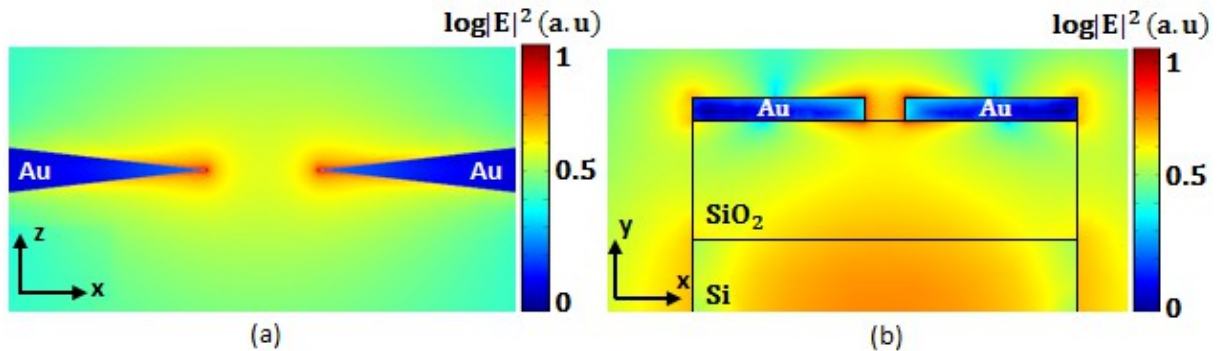 log|E|² (a.u)
1
0.5
0
Au
Au
z
x
(a)
log|E|² (a.u)
1
0.5
0
Au
Au
SiO₂
y
x
Si
(b)